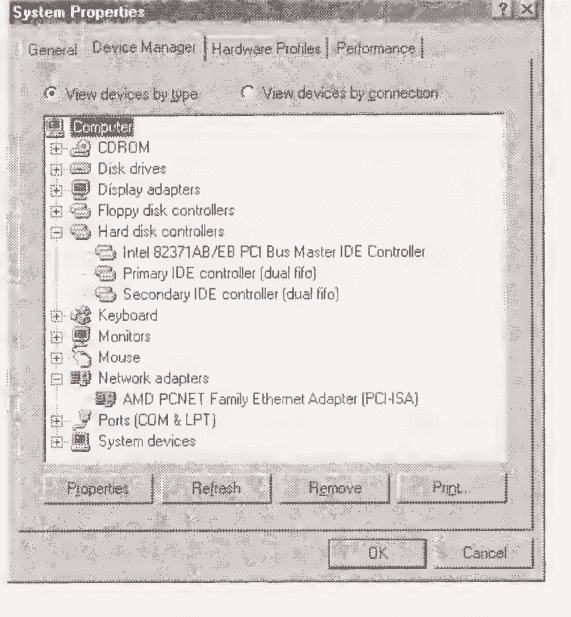 System Properties
General Device Manager Hardware Profiles Performance
View devices by type View devices by connection
Computer
CDROM
Disk drives
Display adapters
Floppy disk controllers
Hard disk controllers
Intel 82371AB/EB PCI Bus Master IDE Controller
Primary IDE controller (dual fifo)
Secondary IDE controller (dual fifo)
Keyboard
Monitors
Mouse
Network adapters
AMD PCNET Family Ethernet Adapter (PCI-ISA)
Ports (COM & LPT)
System devices
Properties Refresh Remove Print...
OK Cancel